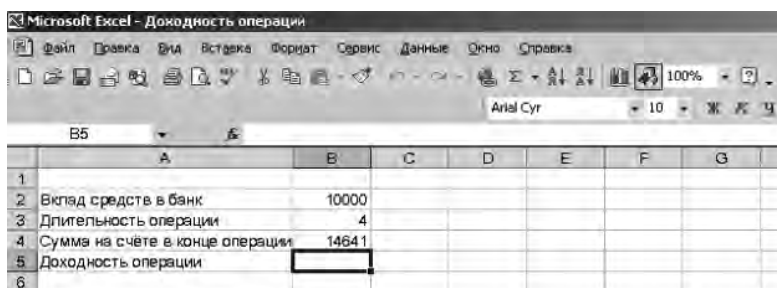 Microsoft Excel - Доходность операции
Файл Правка Вид Вставка Формат Сервис Данные Окно Справка
100%
Arial Cyr 10 Ж К Ч
B5 fx
A B C D E F G
1
2 Вклад средств в банк 10000
3 Длительность операции 4
4 Сумма на счёте в конце операции 14641
5 Доходность операции
6